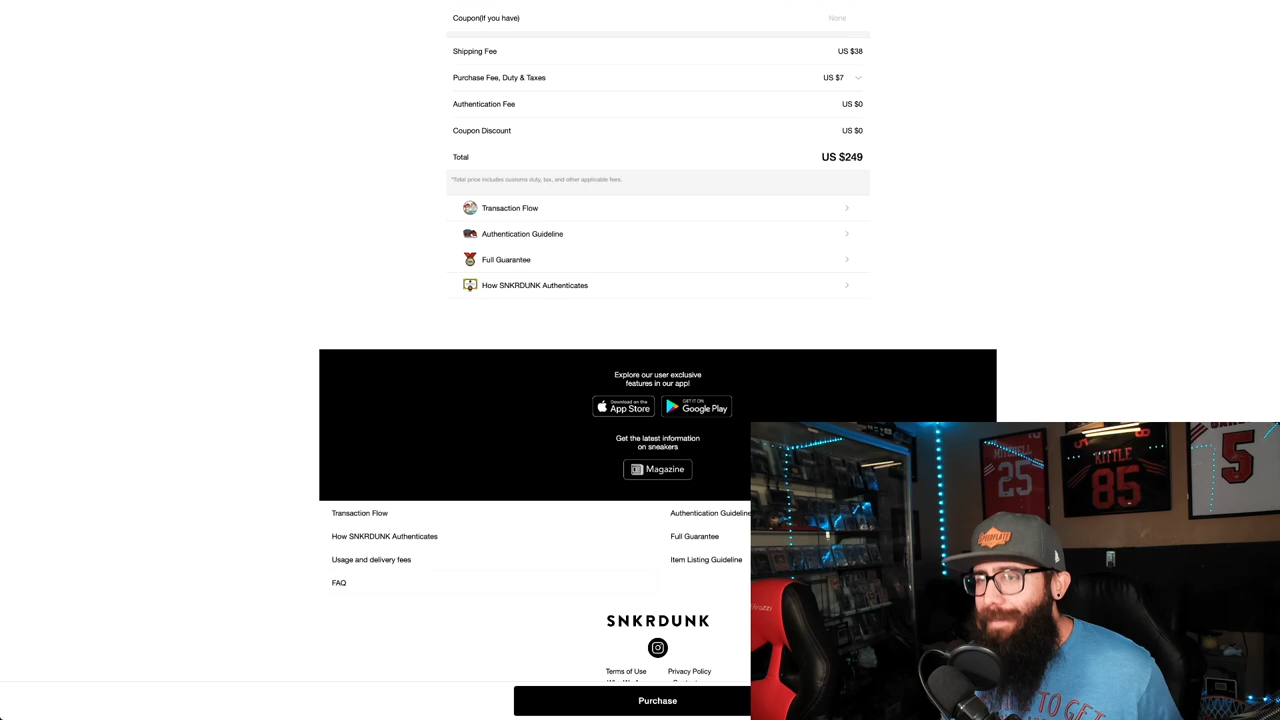 Coupon(If you have)
None
Shipping Fee
US $38
Purchase Fee, Duty & Taxes
US $7
Authentication Fee
US $0
Coupon Discount
US $0
Total
US $249
*Total price includes customs duty, tax, and other applicable fees.
Transaction Flow
Authentication Guideline
Full Guarantee
How SNKRDUNK Authenticates
Explore our user exclusive
features in our app!
Download on the
App Store
GET IT ON
Google Play
Get the latest information
on sneakers
Magazine
Transaction Flow
Authentication Guideline
How SNKRDUNK Authenticates
Full Guarantee
Usage and delivery fees
Item Listing Guideline
FAQ
SNKRDUNK
Terms of Use
Privacy Policy
Purchase
MITCHELL
25
KITTLE
85
5
SPEEDFLATE
Arozzi
TO GET